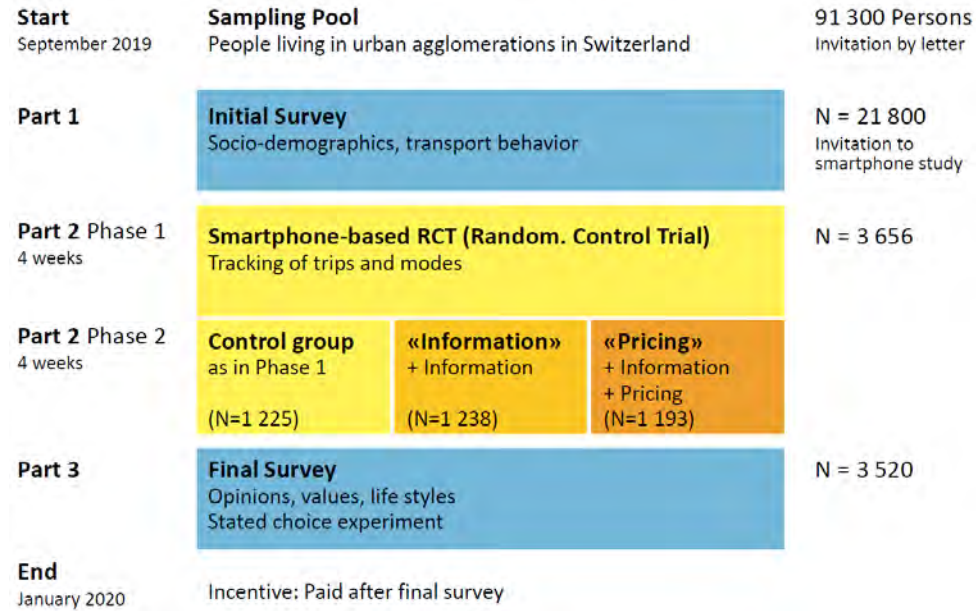 Start
September 2019
Sampling Pool
People living in urban agglomerations in Switzerland
91 300 Persons
Invitation by letter
Part 1
Initial Survey
Socio-demographics, transport behavior
N = 21 800
Invitation to
smartphone study
Part 2 Phase 1
4 weeks
Smartphone-based RCT (Random. Control Trial)
Tracking of trips and modes
N = 3 656
Part 2 Phase 2
4 weeks
Control group
as in Phase 1
(N=1 225)
«Information»
+ Information
(N=1 238)
«Pricing»
+ Information
+ Pricing
(N=1 193)
Part 3
Final Survey
Opinions, values, life styles
Stated choice experiment
N = 3 520
End
January 2020
Incentive: Paid after final survey